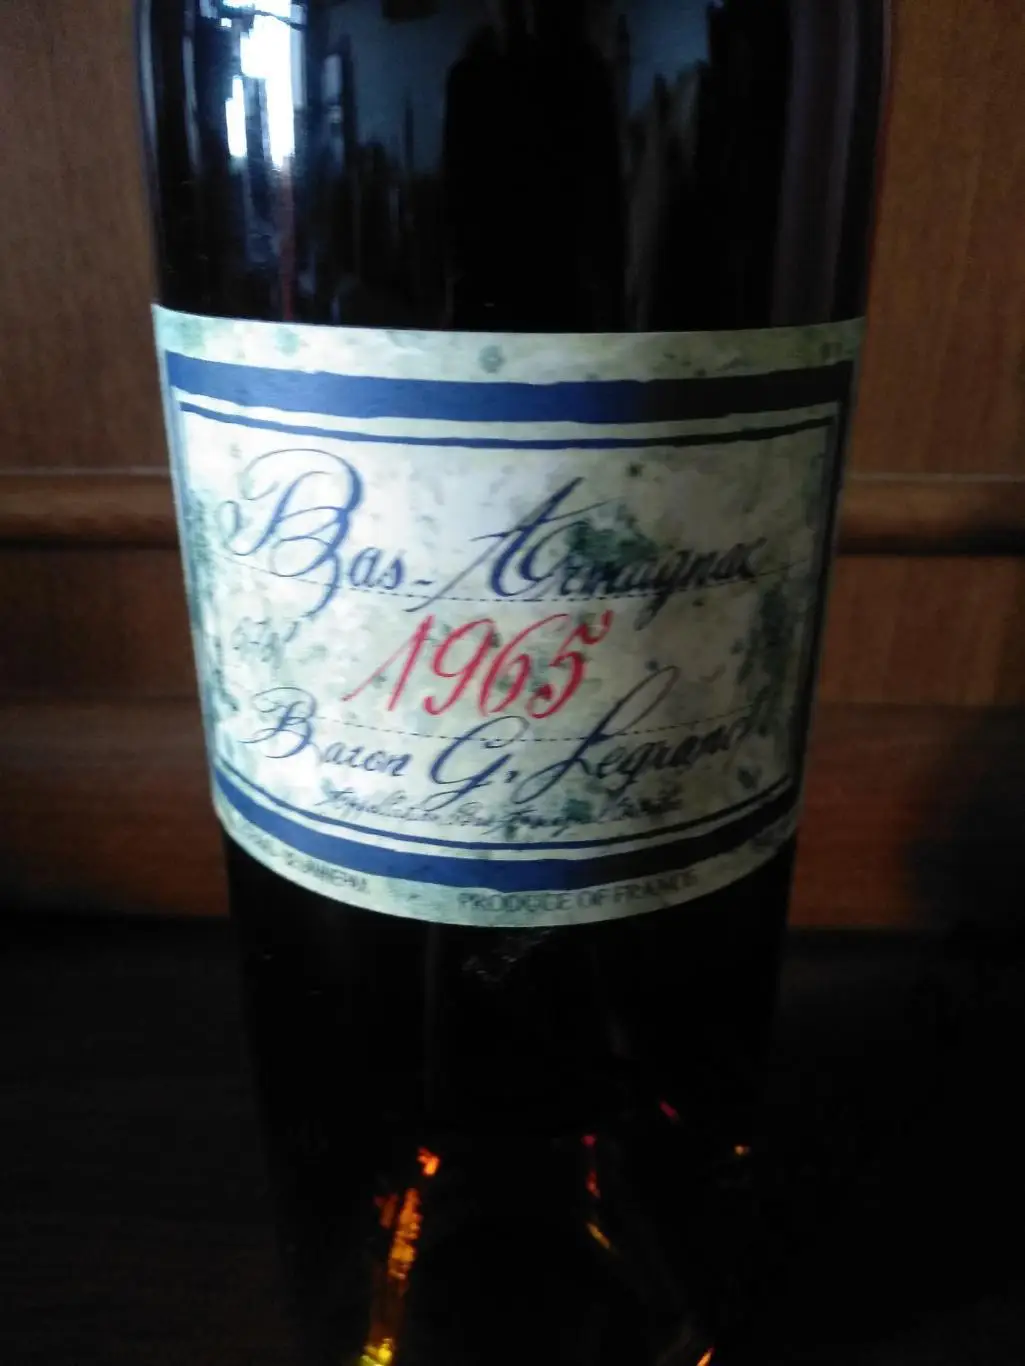 Bas-Armagnac
1965
Baron G. Legrand
PRODUCE OF FRANCE